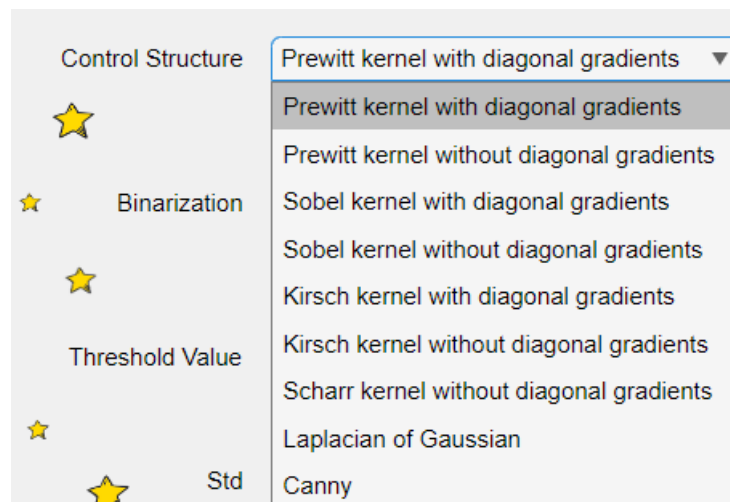 Control Structure
Prewitt kernel with diagonal gradients
Prewitt kernel with diagonal gradients
Prewitt kernel without diagonal gradients
Binarization
Sobel kernel with diagonal gradients
Sobel kernel without diagonal gradients
Kirsch kernel with diagonal gradients
Threshold Value
Kirsch kernel without diagonal gradients
Scharr kernel without diagonal gradients
Laplacian of Gaussian
Std
Canny